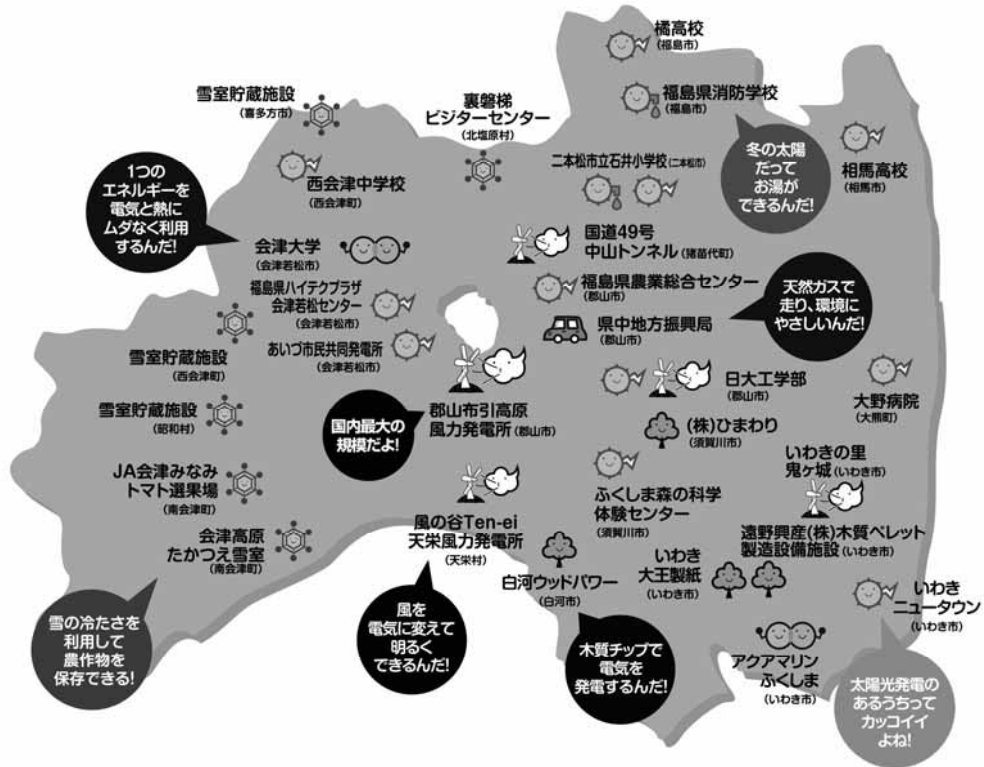 橘高校
(福島市)
福島県消防学校
(福島市)
雪室貯蔵施設
(喜多方市)
裏磐梯
ビジターセンター
(北塩原村)
冬の太陽
だって
お湯が
できるんだ!
相馬高校
(相馬市)
二本松市立石井小学校(二本松市)
西会津中学校
(西会津町)
1つの
エネルギーを
電気と熱に
ムダなく利用
するんだ!
会津大学
(会津若松市)
国道49号
中山トンネル(猪苗代町)
福島県農業総合センター
(郡山市)
天然ガスで
走り、環境に
やさしいんだ!
福島県ハイテクプラザ
会津若松センター
(会津若松市)
県中地方振興局
(郡山市)
あいづ市民共同発電所
(会津若松市)
雪室貯蔵施設
(西会津町)
日大工学部
(郡山市)
大野病院
(大熊町)
国内最大の
規模だよ!
郡山布引高原
風力発電所(郡山市)
雪室貯蔵施設
(昭和村)
(株)ひまわり
(須賀川市)
いわきの里
鬼ヶ城(いわき市)
JA会津みなみ
トマト選果場
(南会津町)
ふくしま森の科学
体験センター
(須賀川市)
風の谷Ten-ei
天栄風力発電所
(天栄村)
遠野興産(株)木質ペレット
製造設備施設(いわき市)
会津高原
たかつえ雪室
(南会津町)
白河ウッドパワー
(白河市)
いわき
大王製紙
(いわき市)
いわき
ニュータウン
(いわき市)
雪の冷たさを
利用して
農作物を
保存できる!
風を
電気に変えて
明るく
できるんだ!
木質チップで
電気を
発電するんだ!
アクアマリン
ふくしま
(いわき市)
太陽光発電の
あるうちって
カッコイイ
よね!